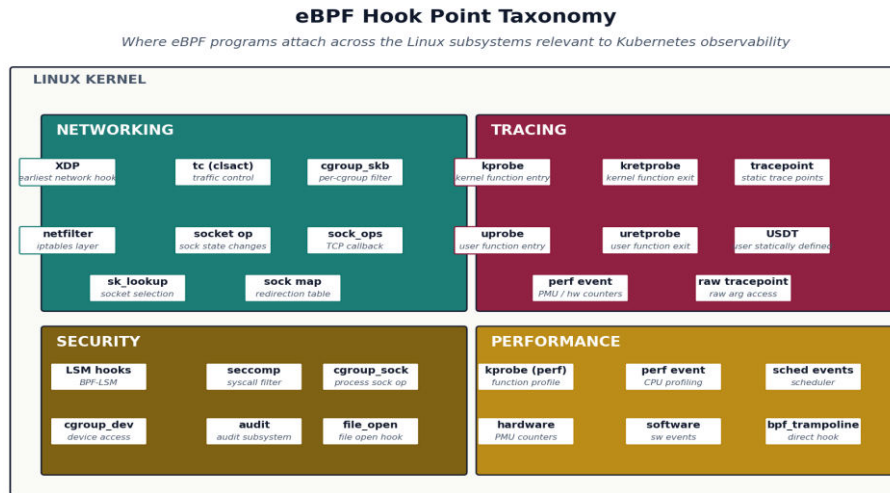 eBPF Hook Point Taxonomy
Where eBPF programs attach across the Linux subsystems relevant to Kubernetes observability
LINUX KERNEL
NETWORKING
XDP
earliest network hook
tc (clsact)
traffic control
cgroup_skb
per-cgroup filter
netfilter
iptables layer
socket op
sock state changes
sock_ops
TCP callback
sk_lookup
socket selection
sock map
redirection table
TRACING
kprobe
kernel function entry
kretprobe
kernel function exit
tracepoint
static trace points
uprobe
user function entry
uretprobe
user function exit
USDT
user statically defined
perf event
PMU / hw counters
raw tracepoint
raw arg access
SECURITY
LSM hooks
BPF-LSM
seccomp
syscall filter
cgroup_sock
process sock op
cgroup_dev
device access
audit
audit subsystem
file_open
file open hook
PERFORMANCE
kprobe (perf)
function profile
perf event
CPU profiling
sched events
scheduler
hardware
PMU counters
software
sw events
bpf_trampoline
direct hook